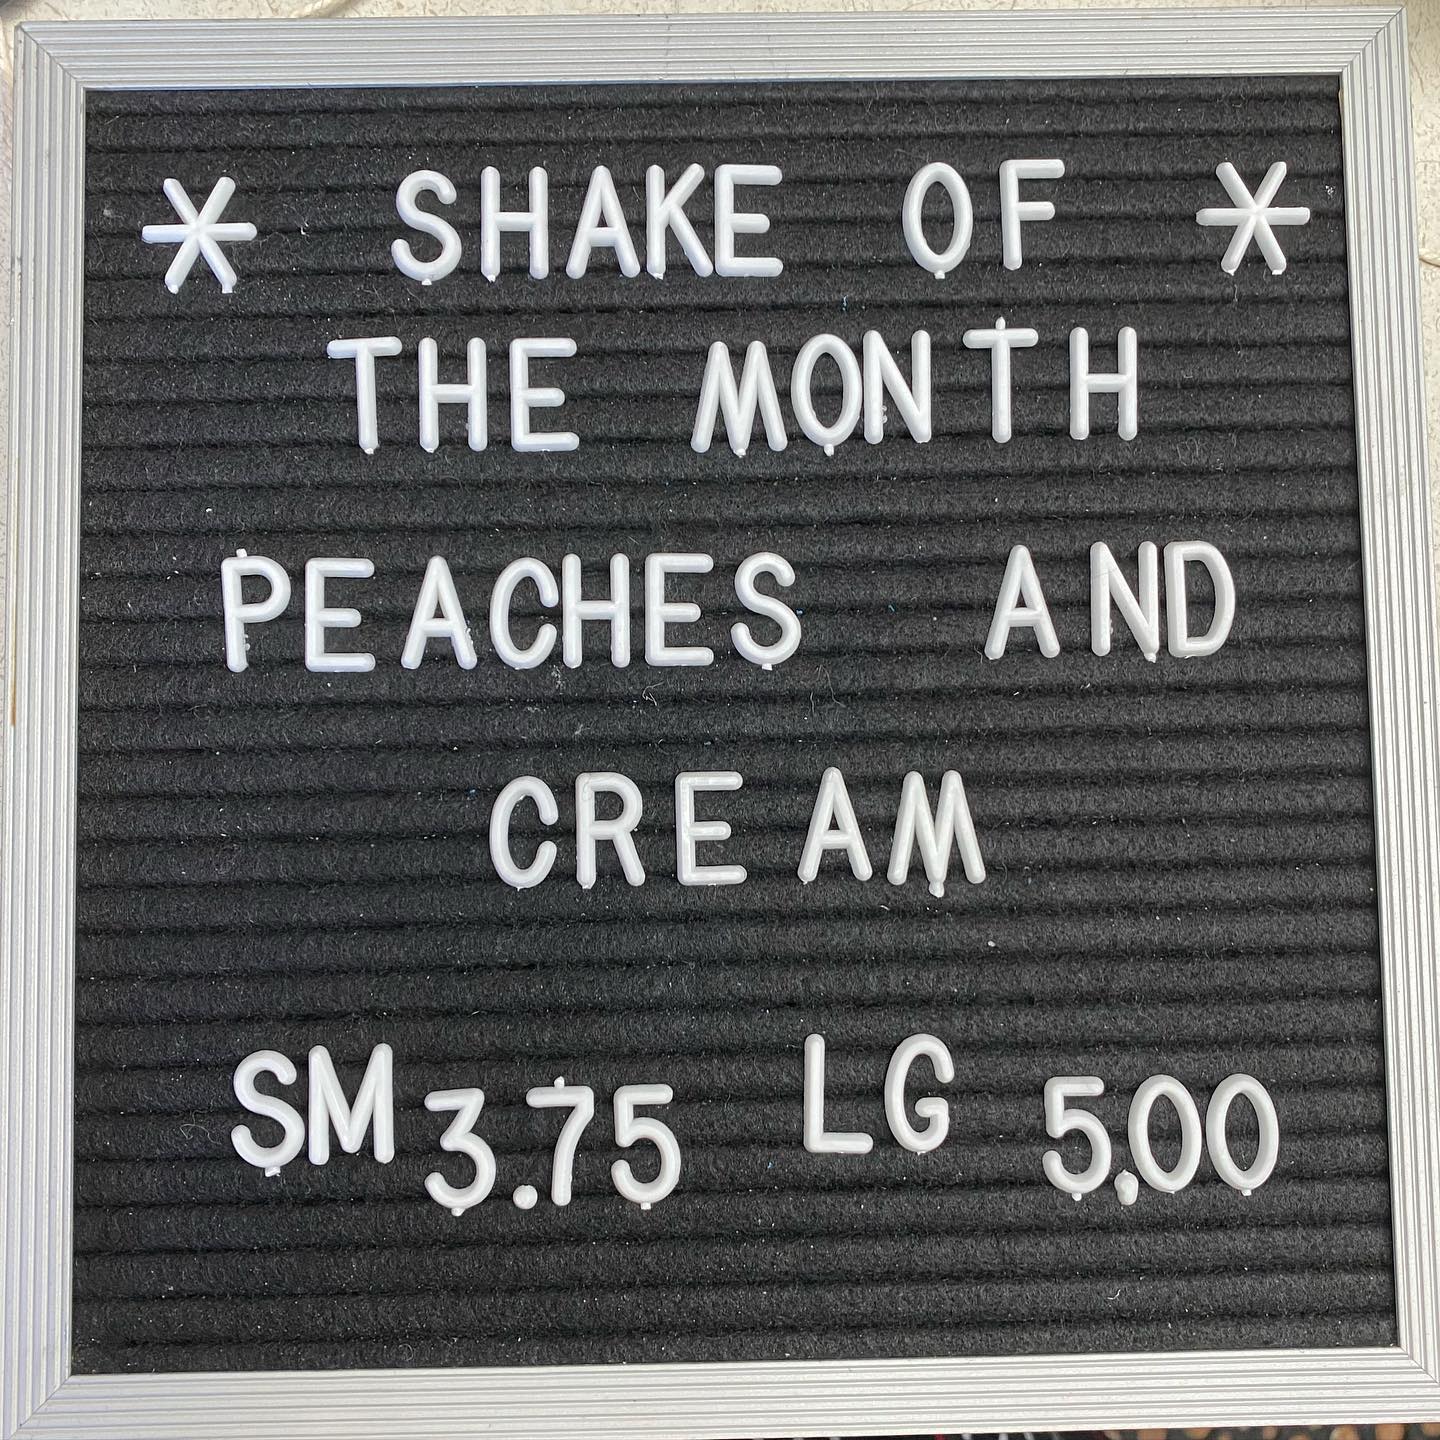 * SHAKE OF *
THE MONTH
PEACHES AND
CREAM
SM 3.75 LG 5.00